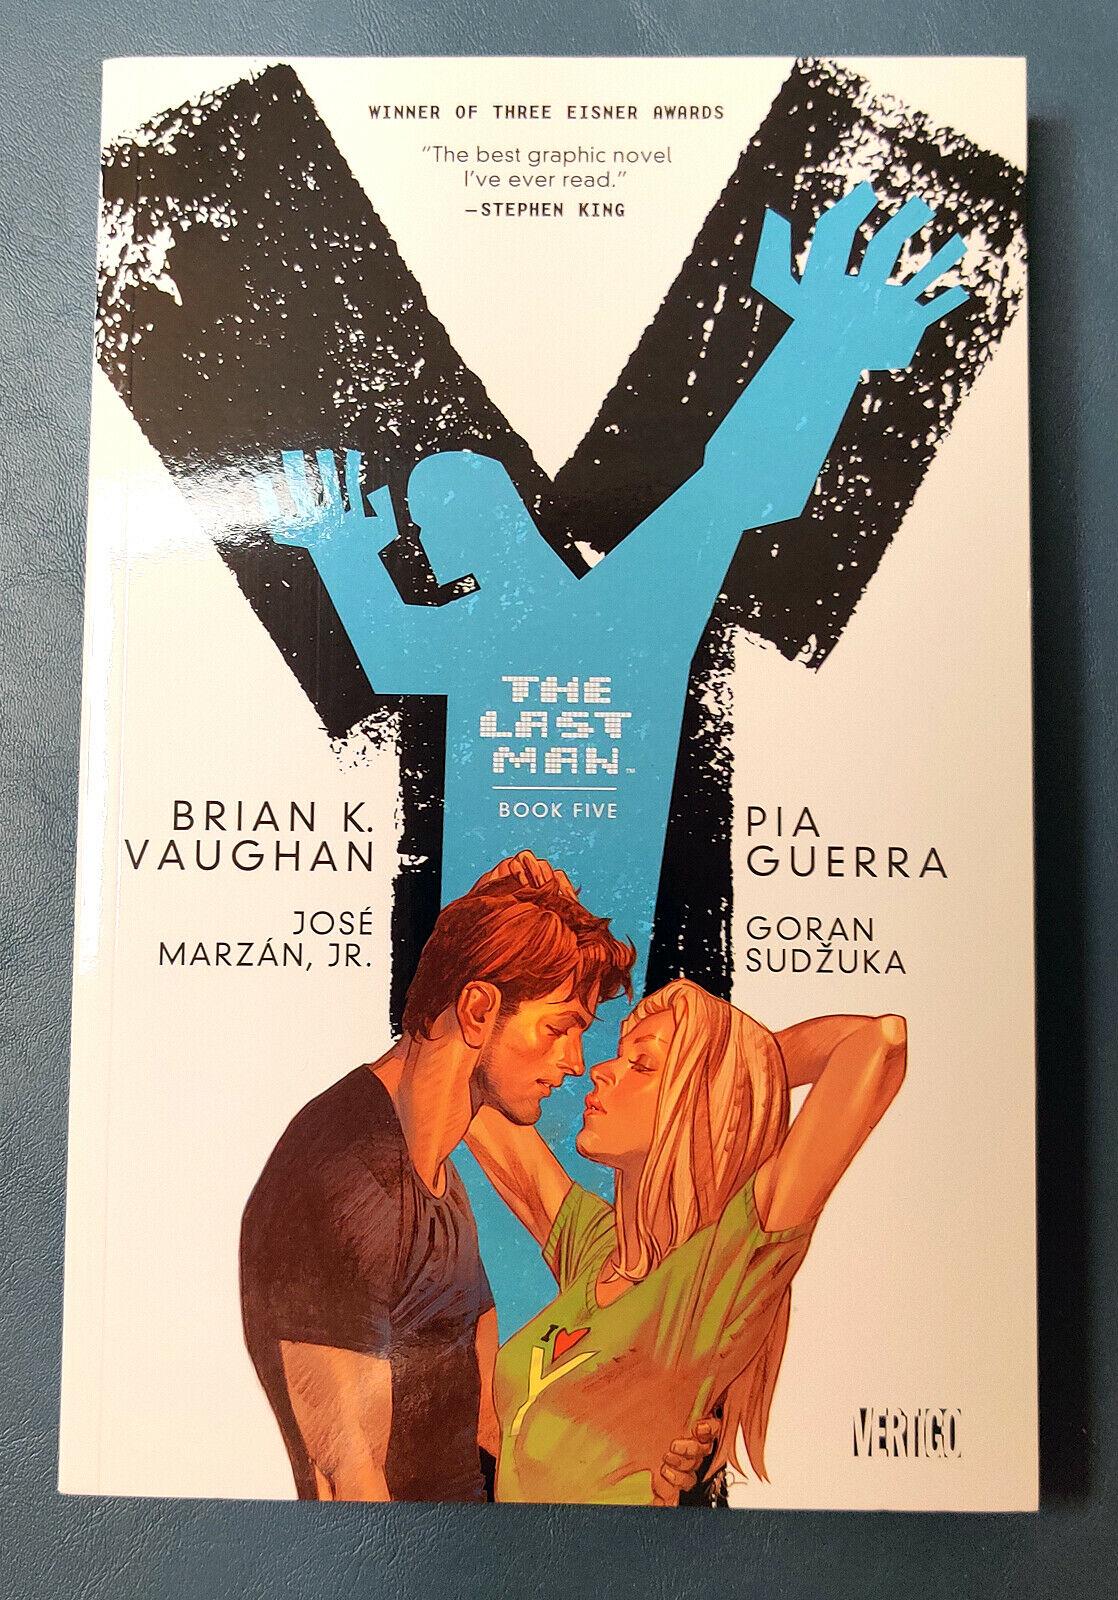 WINNER OF THREE EISNER AWARDS
"The best graphic novel
I've ever read."
—STEPHEN KING
Y
THE
LAST
MAN™
BOOK FIVE
BRIAN K.
VAUGHAN
JOSÉ
MARZÁN, JR.
PIA
GUERRA
GORAN
SUDŽUKA
I ♥
Y
VERTIGO